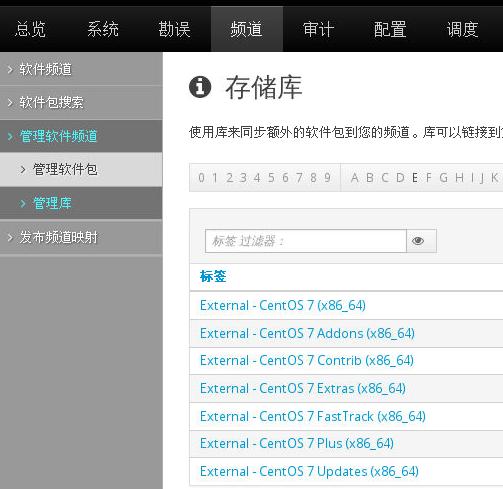 总览 系统 勘误 频道 审计 配置 调度
软件频道
软件包搜索
管理软件频道
管理软件包
管理库
发布频道映射
存储库
使用库来同步额外的软件包到您的频道。库可以链接到
0 1 2 3 4 5 6 7 8 9 A B C D E F G H I J K
标签 过滤器：
标签
External - CentOS 7 (x86_64)
External - CentOS 7 Addons (x86_64)
External - CentOS 7 Contrib (x86_64)
External - CentOS 7 Extras (x86_64)
External - CentOS 7 FastTrack (x86_64)
External - CentOS 7 Plus (x86_64)
External - CentOS 7 Updates (x86_64)